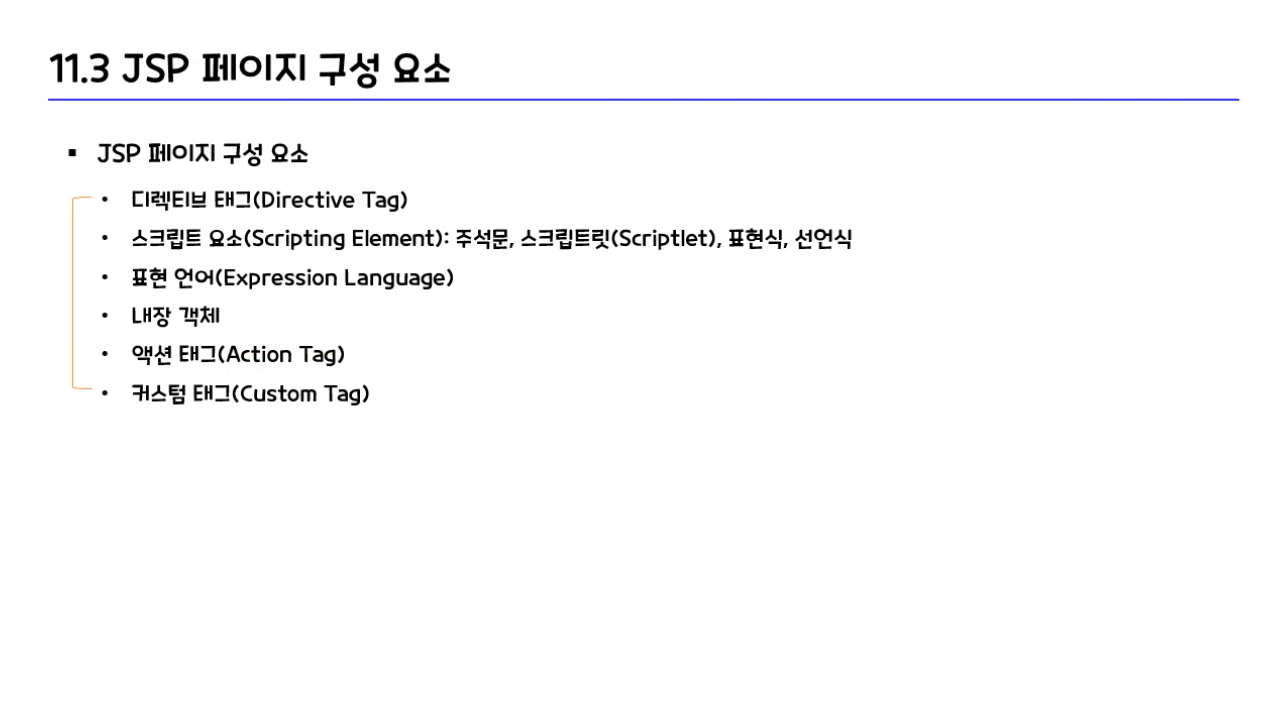 11.3 JSP 페이지 구성 요소
▪ JSP 페이지 구성 요소
• 디렉티브 태그(Directive Tag)
• 스크립트 요소(Scripting Element): 주석문, 스크립트릿(Scriptlet), 표현식, 선언식
• 표현 언어(Expression Language)
• 내장 객체
• 액션 태그(Action Tag)
• 커스텀 태그(Custom Tag)